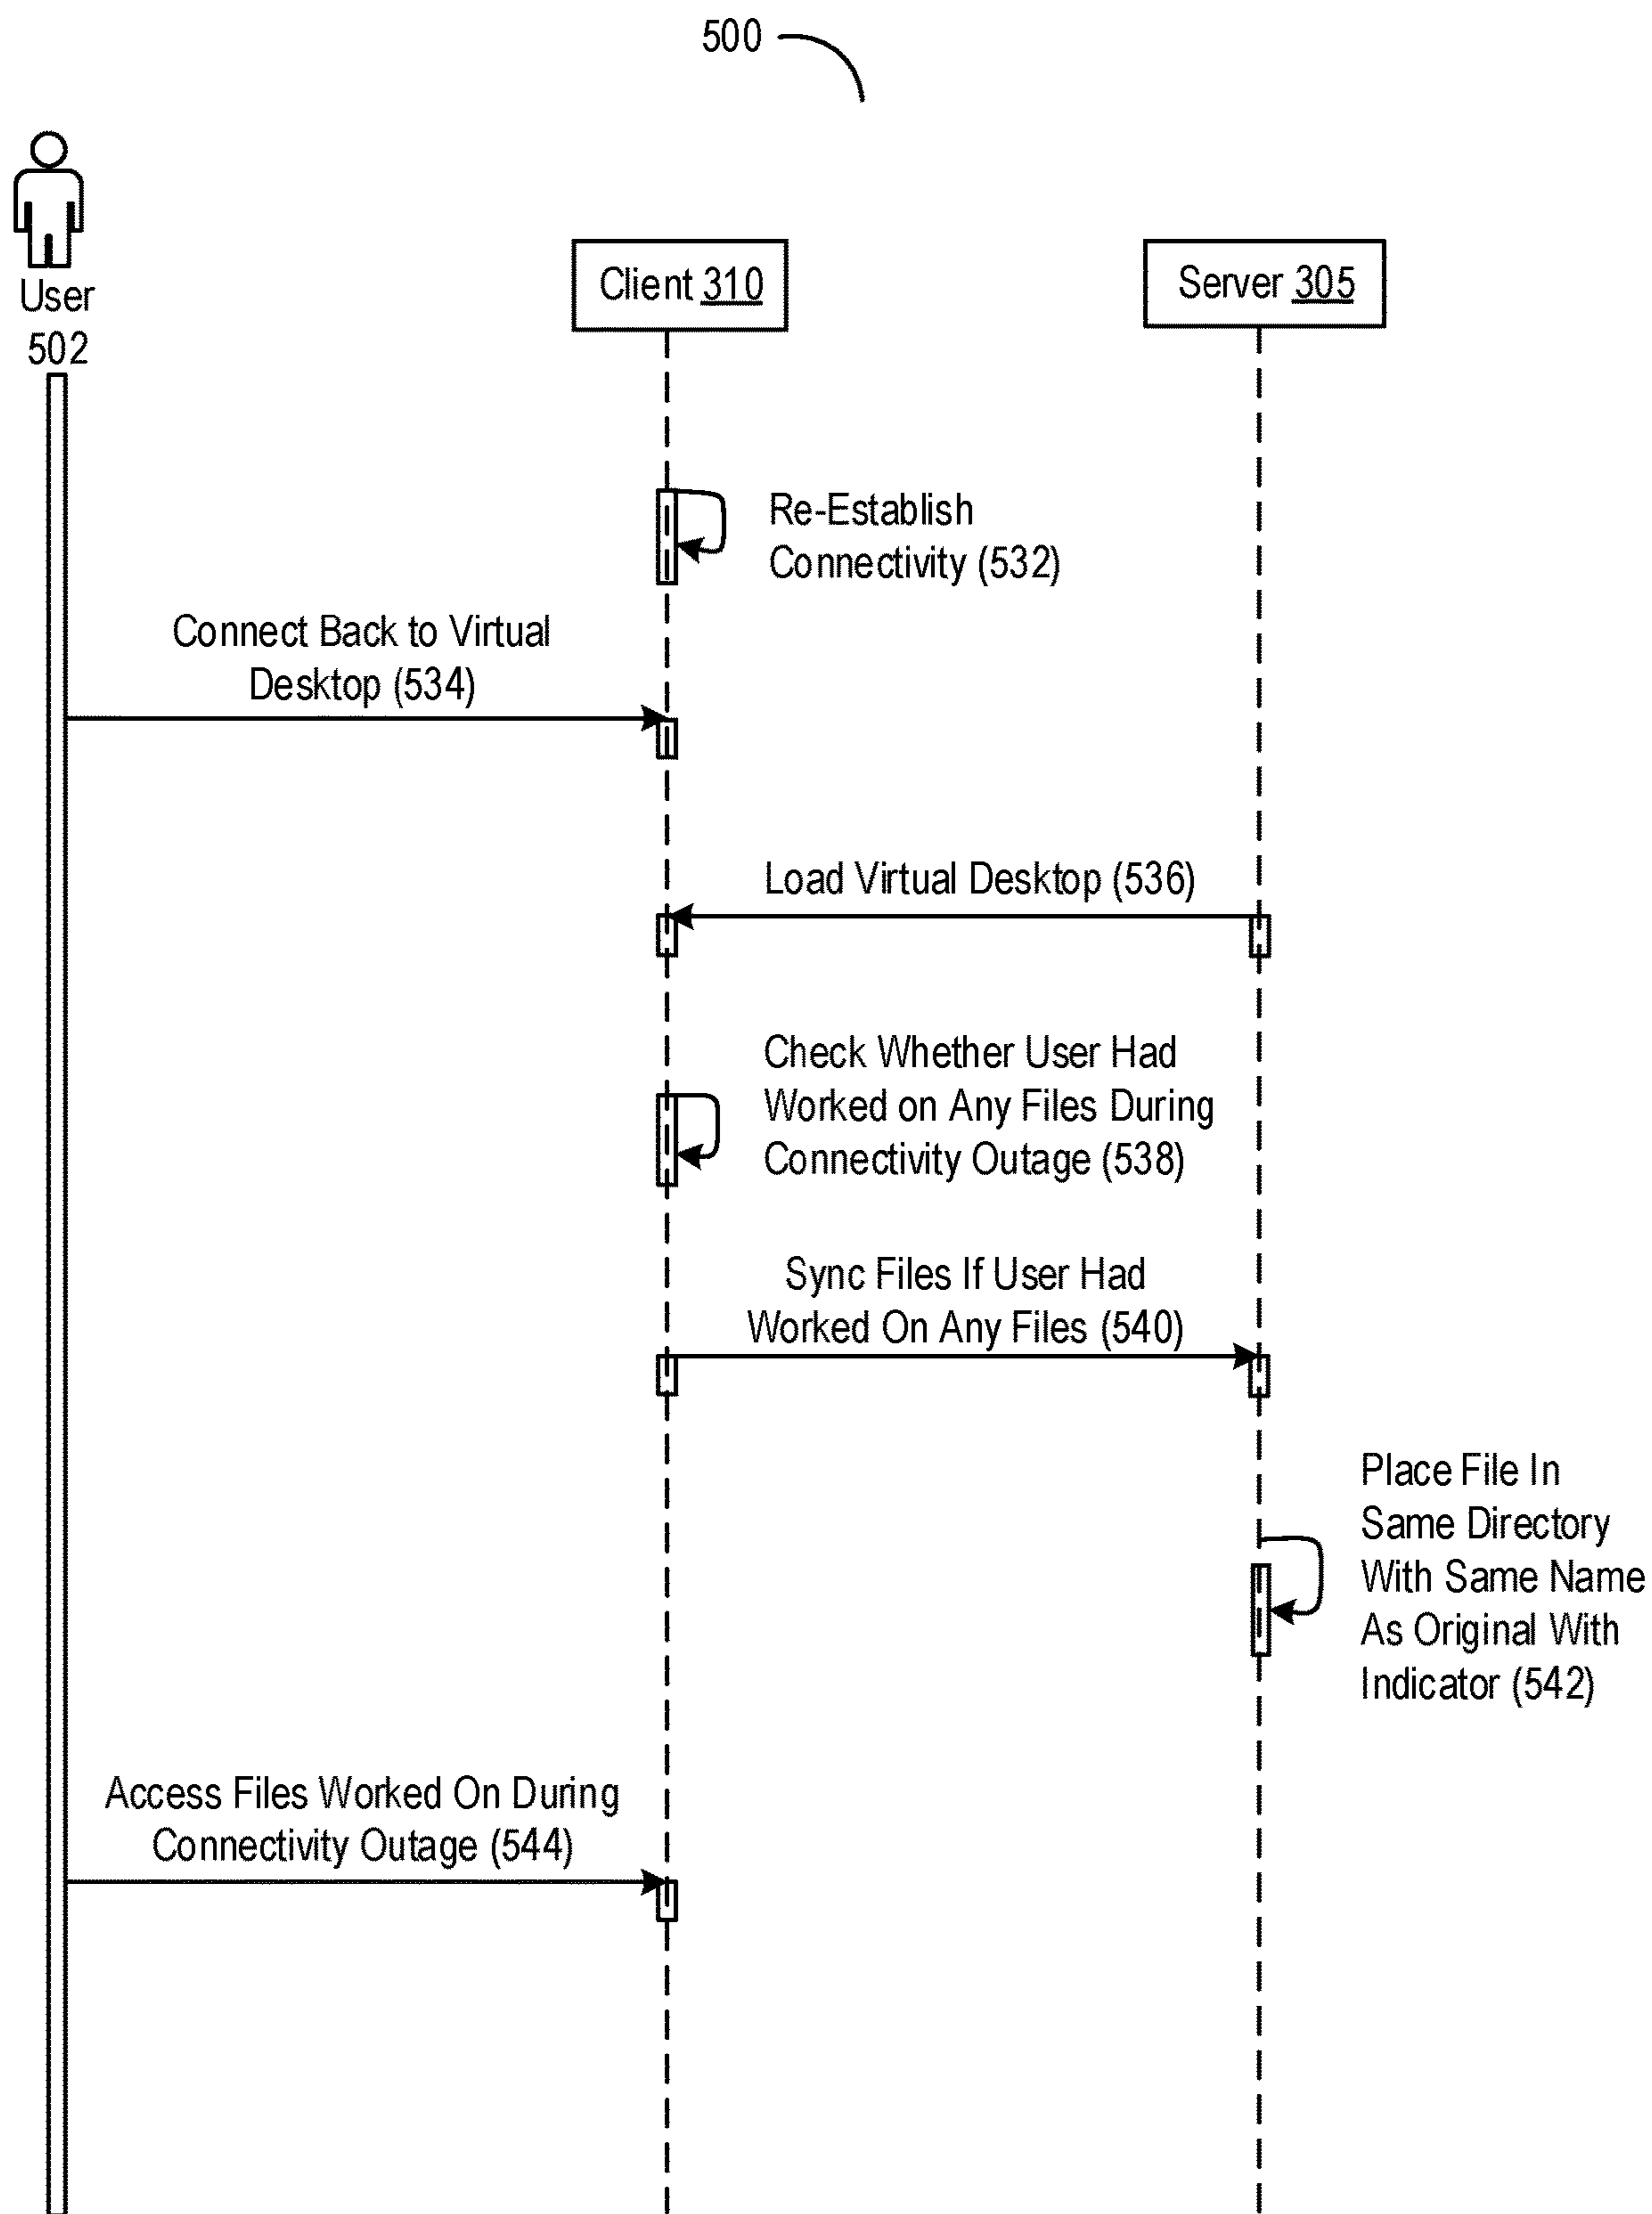 500
User
502
Client 310
Server 305
Re-Establish
Connectivity (532)
Connect Back to Virtual
Desktop (534)
Load Virtual Desktop (536)
Check Whether User Had
Worked on Any Files During
Connectivity Outage (538)
Sync Files If User Had
Worked On Any Files (540)
Place File In
Same Directory
With Same Name
As Original With
Indicator (542)
Access Files Worked On During
Connectivity Outage (544)